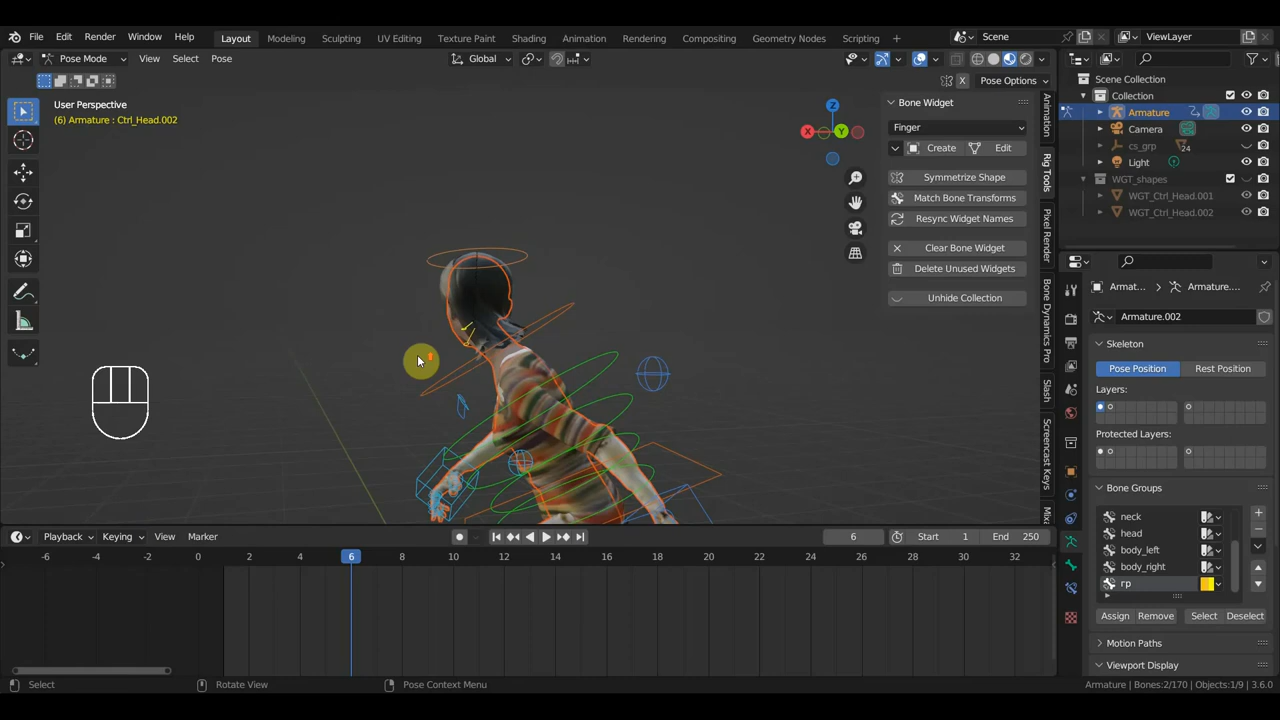 File Edit Render Window Help Layout Modeling Sculpting UV Editing Texture Paint Shading Animation Rendering Compositing Geometry Nodes Scripting + Scene ViewLayer
Pose Mode View Select Pose Global
X Pose Options
Scene Collection
Collection
Armature
Camera
cs_grp 24
Light
WGT_shapes
WGT_Ctrl_Head.001
WGT_Ctrl_Head.002
User Perspective
(6) Armature : Ctrl_Head.002
Z
X Y
Bone Widget
Finger
Create Edit
Symmetrize Shape
Match Bone Transforms
Resync Widget Names
Clear Bone Widget
Delete Unused Widgets
Unhide Collection
Animation
Rig Tools
Pixel Render
Bone Dynamics Pro
Slash
Screencast Keys
Mixa
Armat... Armature....
Armature.002
Skeleton
Pose Position Rest Position
Layers:
Protected Layers:
Bone Groups
neck
head
body_left
body_right
rp
Assign Remove Select Deselect
Motion Paths
Viewport Display
Playback Keying View Marker 6 Start 1 End 250
-6 -4 -2 0 2 4 6 8 10 12 14 16 18 20 22 24 26 28 30 32
Select Rotate View Pose Context Menu Armature | Bones:2/170 | Objects:1/9 | 3.6.0